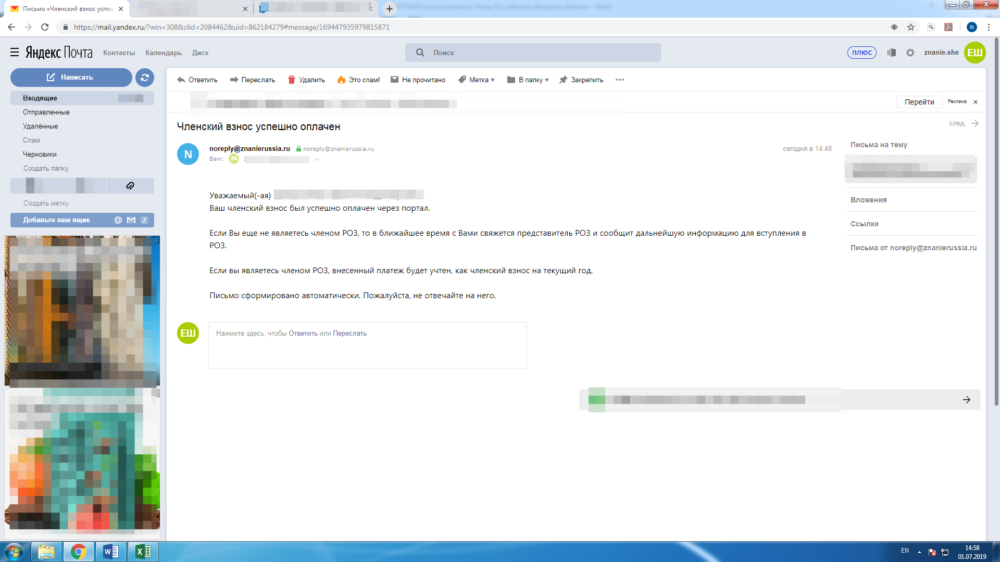 Письмо «Членский взнос успеш
https://mail.yandex.ru/?win=308&clid=2084462&uid=862184279#message/169447935979815871
N
Яндекс Почта
Контакты
Календарь
Диск
Поиск
ПЛЮС
znanie.she
ЕШ
Написать
Ответить
Переслать
Удалить
Это спам!
Не прочитано
Метка
В папку
Закрепить
Входящие
Отправленные
Удалённые
Спам
Черновики
Создать папку
Создать метку
Добавьте ваш ящик
Перейти
Реклама
Членский взнос успешно оплачен
след.
N
noreply@znanierussia.ru noreply@znanierussia.ru
сегодня в 14:48
Вам: ZN
Уважаемый(-ая)
Ваш членский взнос был успешно оплачен через портал.
Если Вы еще не являетесь членом РОЗ, то в ближайшее время с Вами свяжется представитель РОЗ и сообщит дальнейшую информацию для вступления в
РОЗ.
Если вы являетесь членом РОЗ, внесенный платеж будет учтен, как членский взнос на текущий год.
Письмо сформировано автоматически. Пожалуйста, не отвечайте на него.
ЕШ
Нажмите здесь, чтобы Ответить или Переслать
Письма на тему
Вложения
Ссылки
Письма от noreply@znanierussia.ru
EN
14:58
01.07.2019